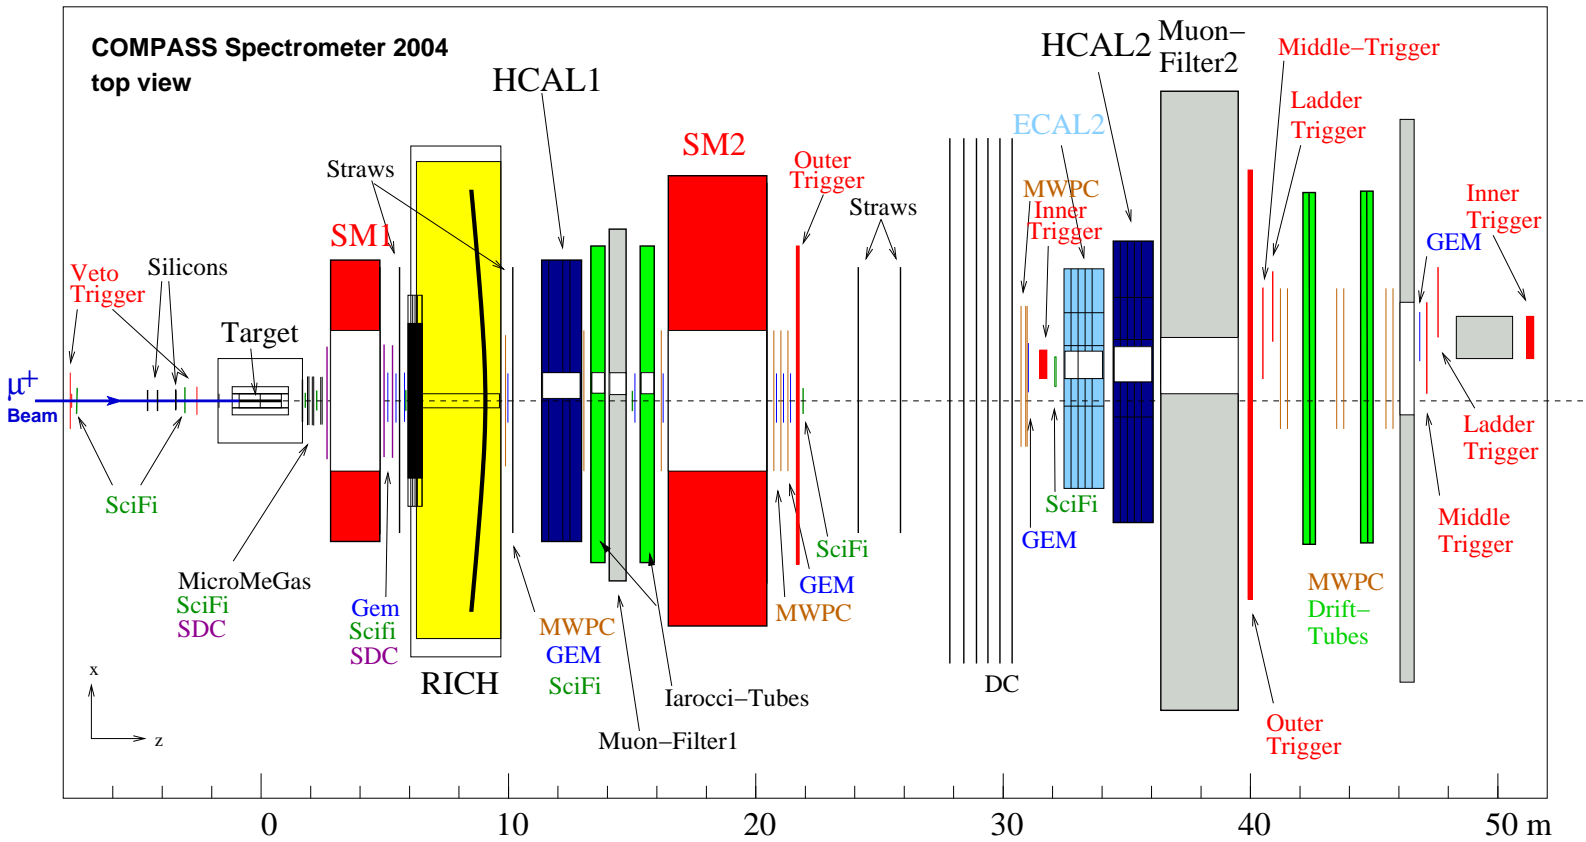 COMPASS Spectrometer 2004
top view
HCAL1
HCAL2
Muon−
Filter2
Middle−Trigger
Ladder
Trigger
ECAL2
SM2
Outer
Trigger
Straws
Straws
MWPC
Inner
Trigger
Inner
Trigger
GEM
SM1
Silicons
Veto
Trigger
Target
μ+
Beam
SciFi
MicroMeGas
SciFi
SDC
Gem
Scifi
SDC
RICH
MWPC
GEM
SciFi
Iarocci−Tubes
Muon−Filter1
SciFi
GEM
MWPC
DC
SciFi
GEM
Ladder
Trigger
Middle
Trigger
MWPC
Drift−
Tubes
Outer
Trigger
x
z
0
10
20
30
40
50 m